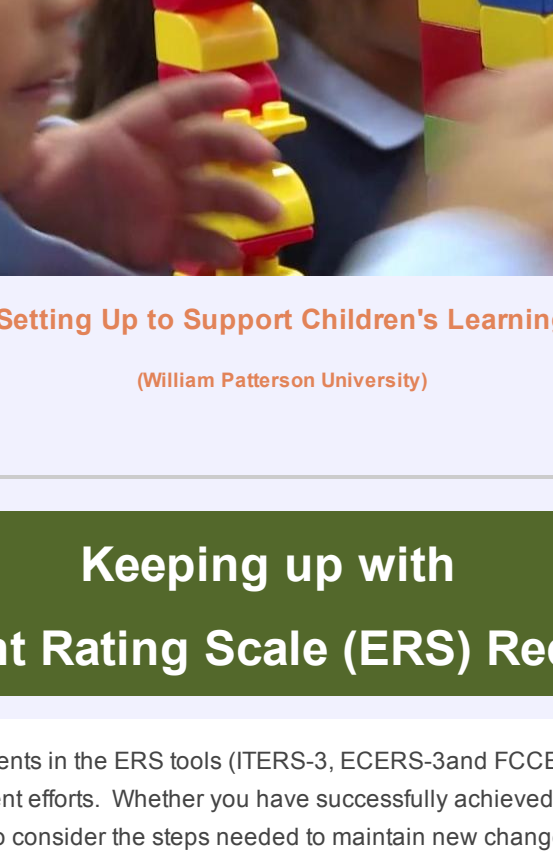 Setting Up to Support Children's Learning
(William Patterson University)
Keeping up with
nt Rating Scale (ERS) Re
ents in the ERS tools (ITERS-3, ECERS-3and FCCE
nt efforts.  Whether you have successfully achieved
o consider the steps needed to maintain new chang